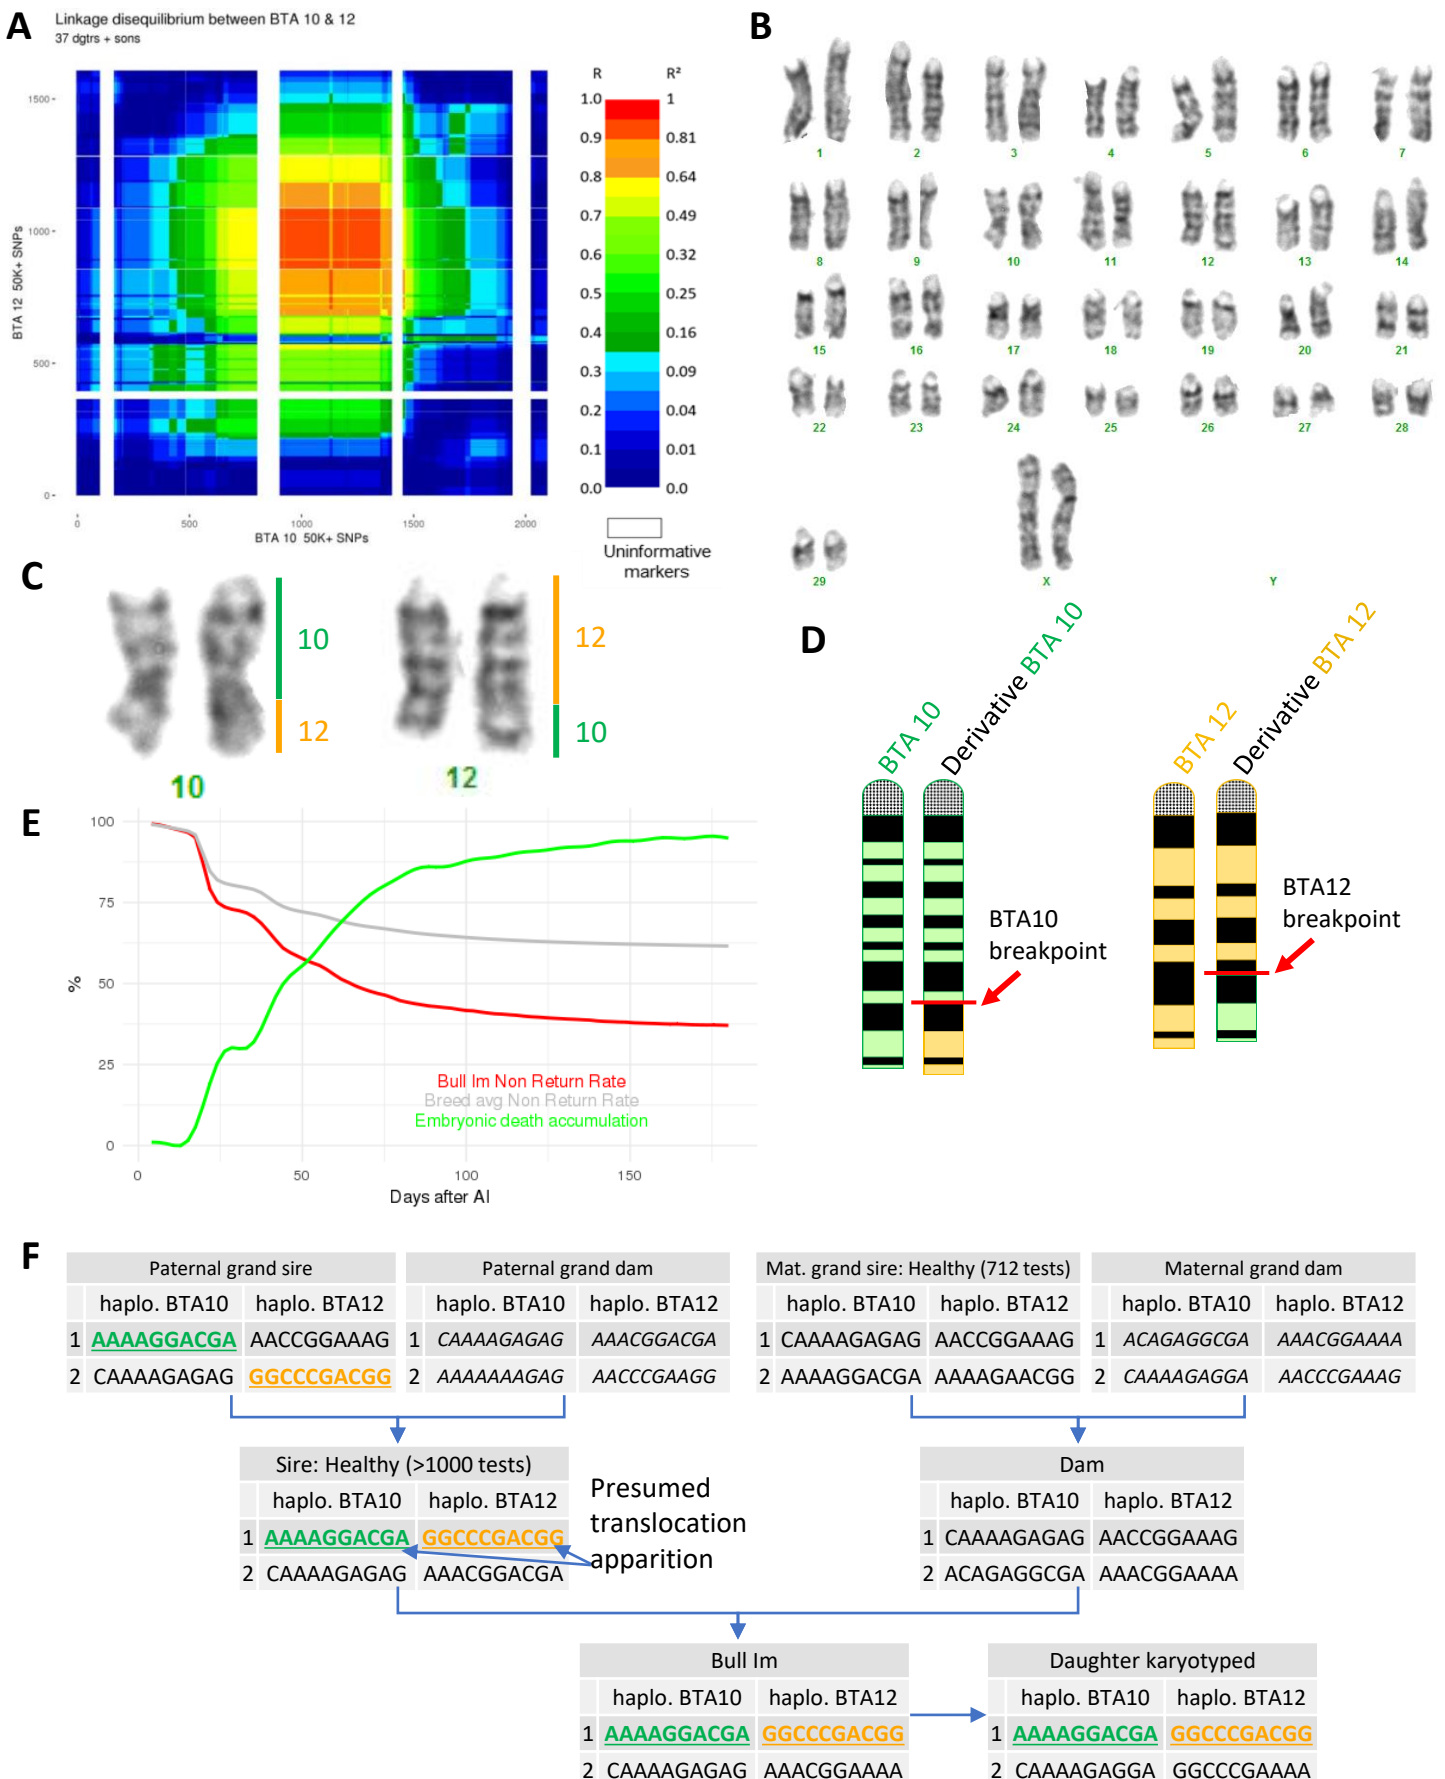 A
Linkage disequilibrium between BTA 10 & 12
37 dgtrs + sons
1500
1000
500
0
BTA 12 50K+ SNPs
0
500
1000
1500
2000
BTA 10 50K+ SNPs
R
R²
1.0
1
0.9
0.81
0.8
0.64
0.7
0.49
0.6
0.32
0.5
0.25
0.4
0.16
0.3
0.09
0.2
0.04
0.1
0.01
0.0
0.0
Uninformative
markers
B
1 2 3 4 5 6 7
8 9 10 11 12 13 14
15 16 17 18 19 20 21
22 23 24 25 26 27 28
29 X Y
C
10
12
10
12
10
12
D
BTA 10
Derivative BTA 10
BTA 12
Derivative BTA 12
BTA10
breakpoint
BTA12
breakpoint
E
100
75
50
25
0
%
Bull Im Non Return Rate
Breed avg Non Return Rate
Embryonic death accumulation
0
50
100
150
Days after AI
F
Paternal grand sire
haplo. BTA10 haplo. BTA12
1 AAAAGGACGA AACCGGAAAG
2 CAAAAGAGAG GGCCCGACGG
Paternal grand dam
haplo. BTA10 haplo. BTA12
1 CAAAAGAGAG AAACGGACGA
2 AAAAAAAGAG AACCCGAAGG
Mat. grand sire: Healthy (712 tests)
haplo. BTA10 haplo. BTA12
1 CAAAAGAGAG AACCGGAAAG
2 AAAAGGACGA AAAAGAACGG
Maternal grand dam
haplo. BTA10 haplo. BTA12
1 ACAGAGGCGA AAACGGAAAA
2 CAAAAGAGGA AACCCGAAAG
Sire: Healthy (>1000 tests)
haplo. BTA10 haplo. BTA12
1 AAAAGGACGA GGCCCGACGG
2 CAAAAGAGAG AAACGGACGA
Presumed
translocation
apparition
Dam
haplo. BTA10 haplo. BTA12
1 CAAAAGAGAG AACCGGAAAG
2 ACAGAGGCGA AAACGGAAAA
Bull Im
haplo. BTA10 haplo. BTA12
1 AAAAGGACGA GGCCCGACGG
2 CAAAAGAGAG AAACGGAAAA
Daughter karyotyped
haplo. BTA10 haplo. BTA12
1 AAAAGGACGA GGCCCGACGG
2 CAAAAGAGGA GGCCCGAAAA